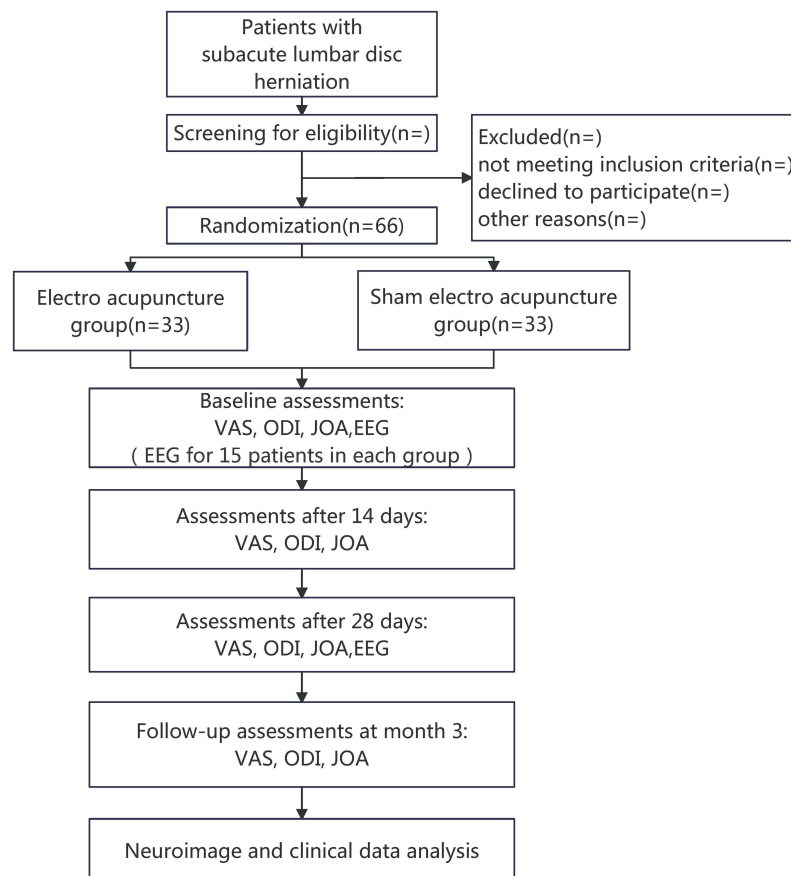 Patients with
subacute lumbar disc
herniation
Screening for eligibility(n=)
Excluded(n=)
not meeting inclusion criteria(n=)
declined to participate(n=)
other reasons(n=)
Randomization(n=66)
Electro acupuncture
group(n=33)
Sham electro acupuncture
group(n=33)
Baseline assessments:
VAS, ODI, JOA,EEG
( EEG for 15 patients in each group )
Assessments after 14 days:
VAS, ODI, JOA
Assessments after 28 days:
VAS, ODI, JOA,EEG
Follow-up assessments at month 3:
VAS, ODI, JOA
Neuroimage and clinical data analysis